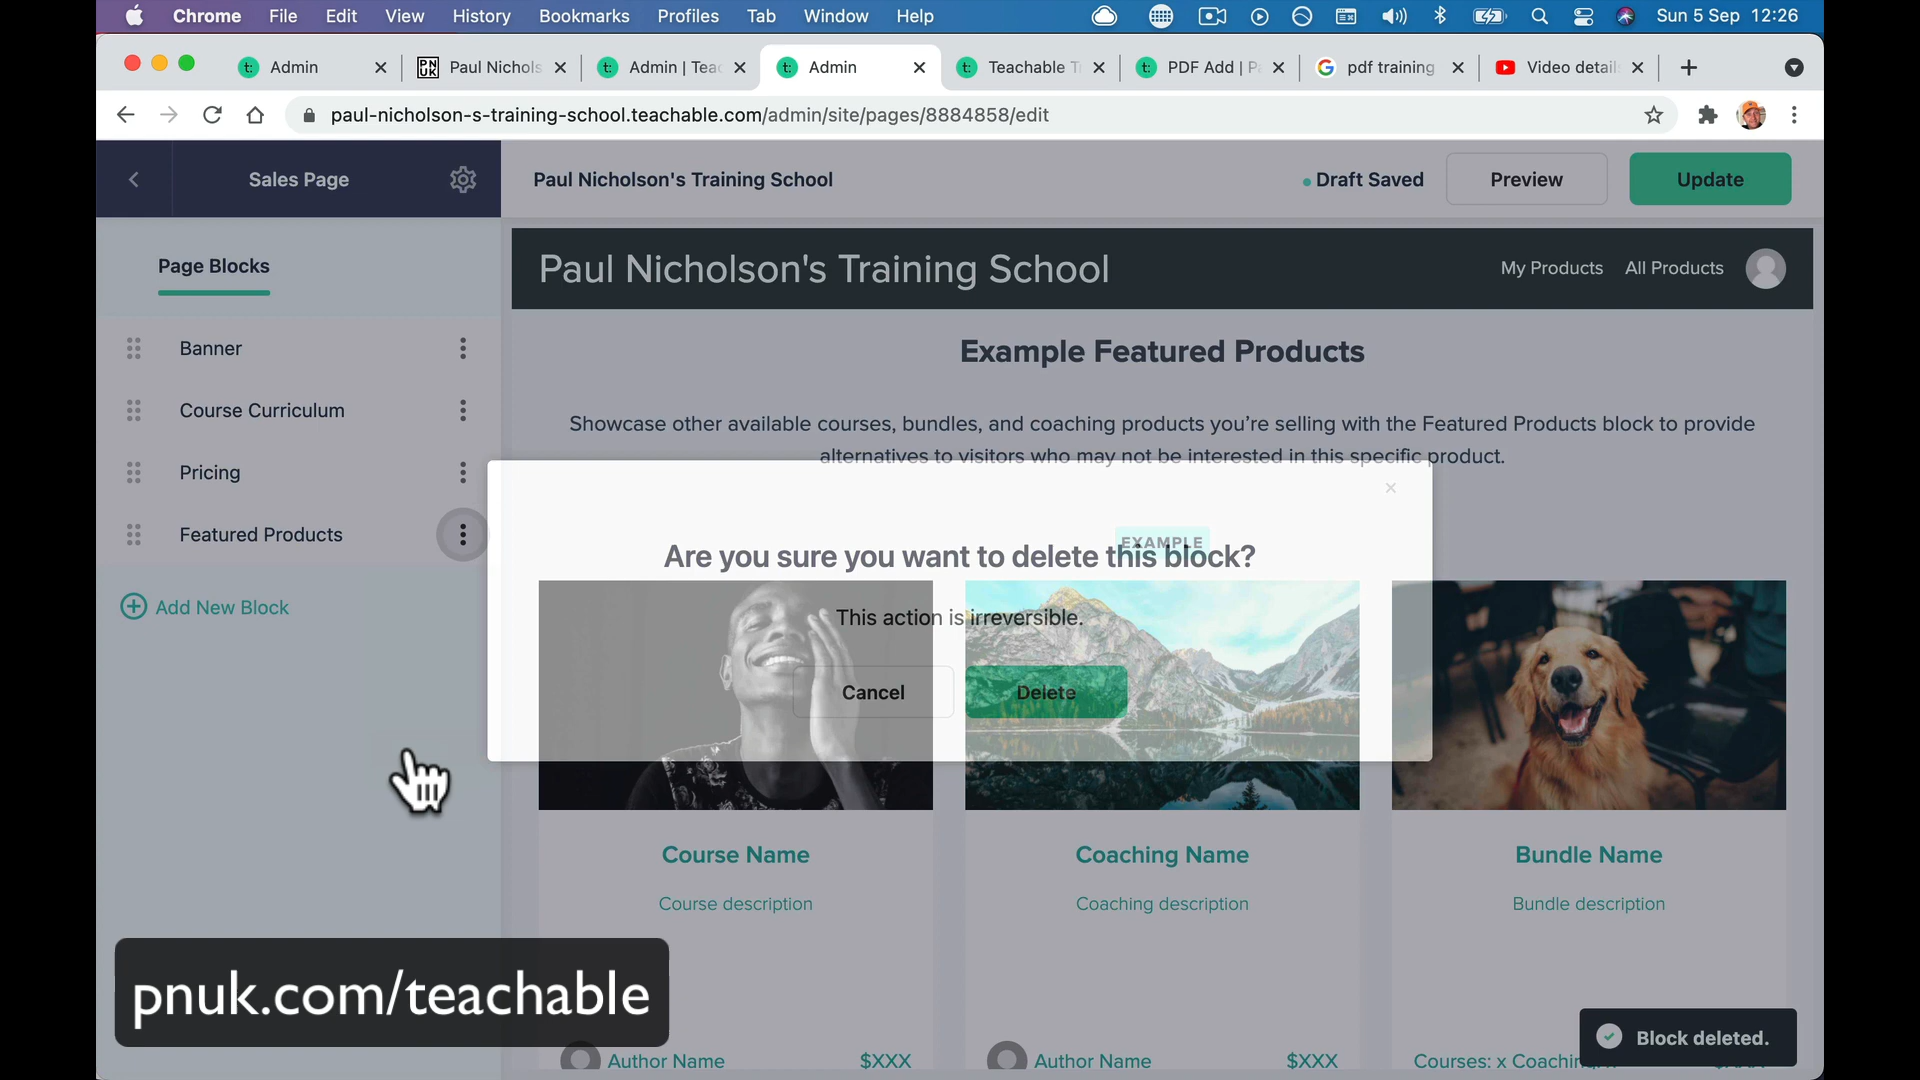 Chrome File Edit View History Bookmarks Profiles Tab Window Help Sun 5 Sep 12:26
Admin Paul Nichols Admin | Tea Admin Teachable T PDF Add | P pdf training Video detail
paul-nicholson-s-training-school.teachable.com/admin/site/pages/8884858/edit
Sales Page Paul Nicholson's Training School Draft Saved Preview Update
Page Blocks
Banner
Course Curriculum
Pricing
Featured Products
Add New Block
Paul Nicholson's Training School My Products All Products
Example Featured Products
Showcase other available courses, bundles, and coaching products you’re selling with the Featured Products block to provide
alternatives to visitors who may not be interested in this specific product.
EXAMPLE
Are you sure you want to delete this block?
This action is irreversible.
Cancel Delete
Course Name Coaching Name Bundle Name
Course description Coaching description Bundle description
Author Name $XXX Author Name $XXX Courses: x Coachin
pnuk.com/teachable
Block deleted.